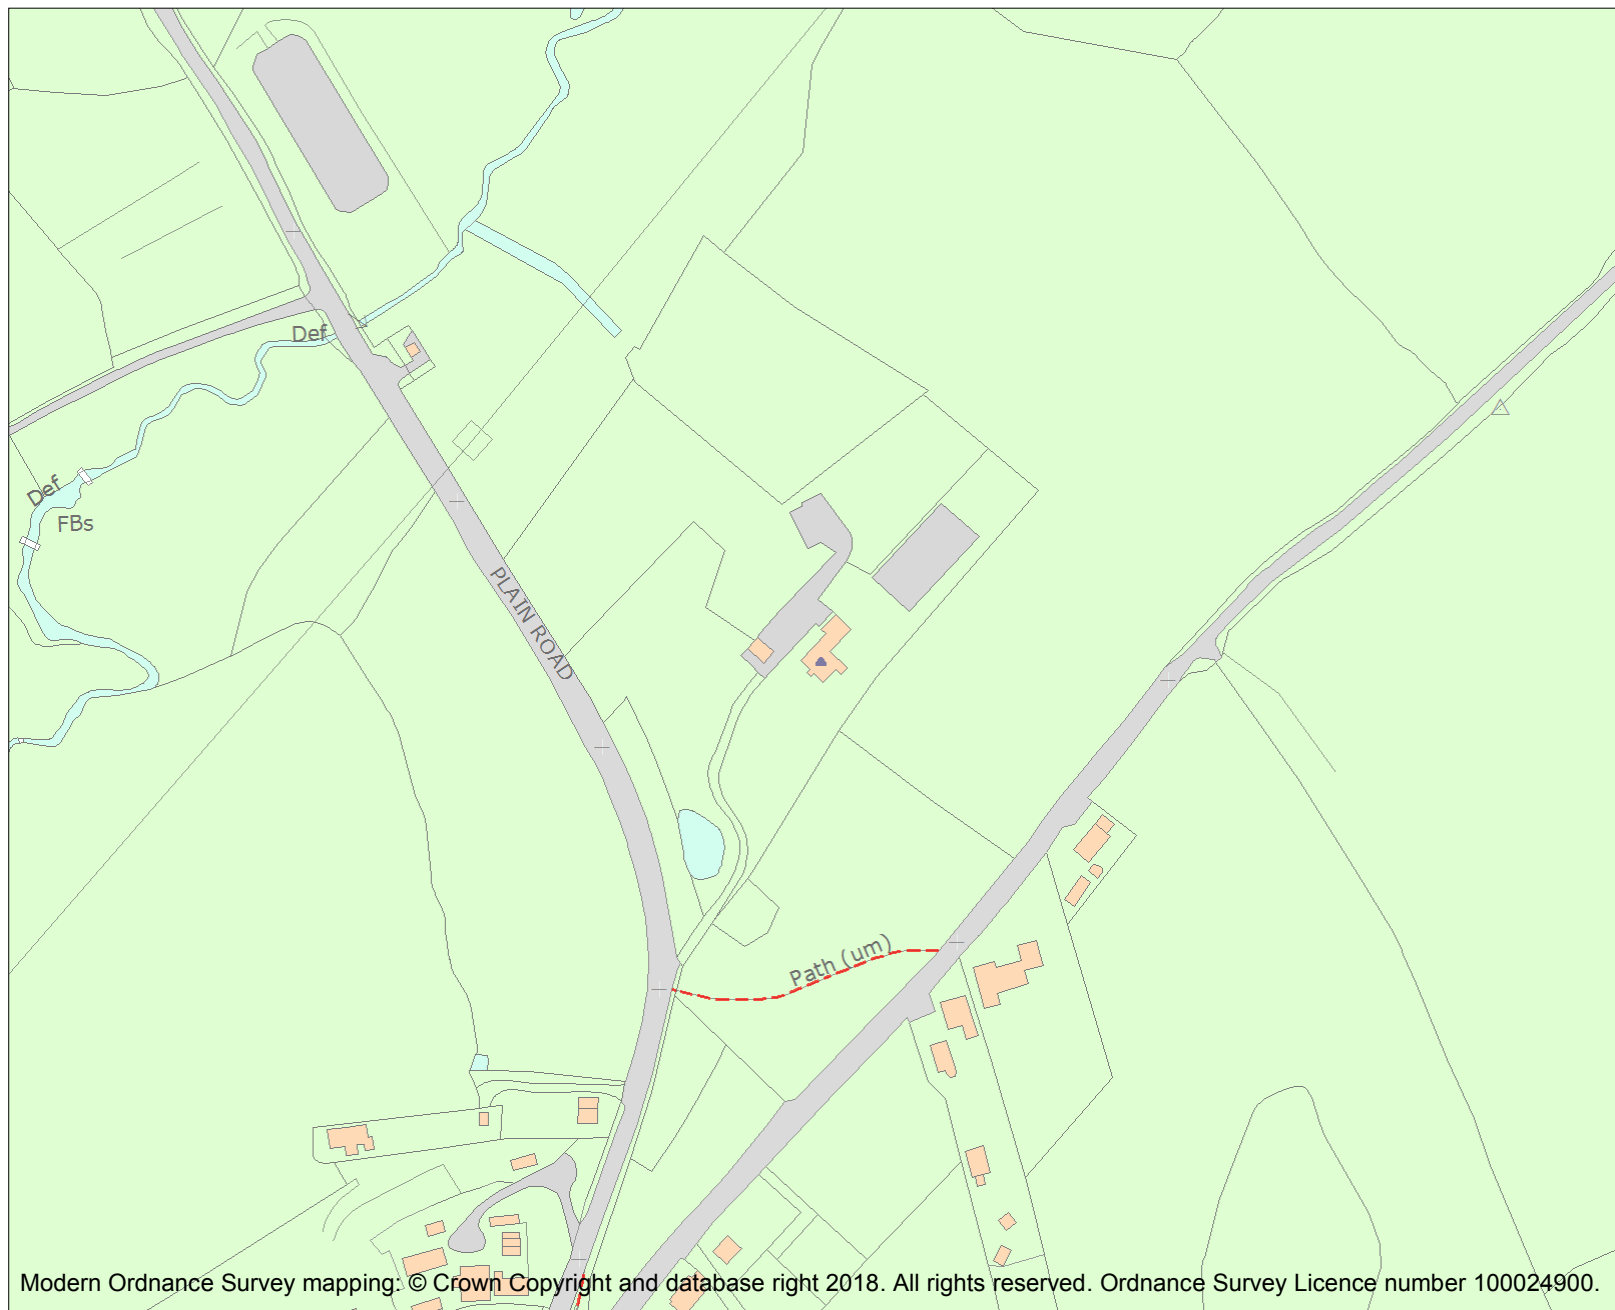 Def
Def
FBs
PLAIN ROAD
Path (um)
Modern Ordnance Survey mapping: © Crown Copyright and database right 2018. All rights reserved. Ordnance Survey Licence number 100024900.